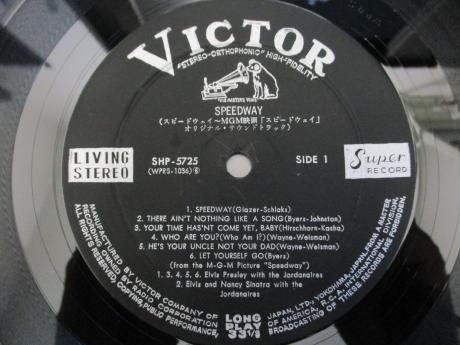 VICTOR
"STEREO-ORTHOPHONIC" HIGH-FIDELITY
"HIS MASTER'S VOICE"
SPEEDWAY
(スピードウェイ〜MGM映画「スピードウェイ」
オリジナル・サウンドトラック)
LIVING
STEREO
SHP-5725
(WPRS-1036)⑥
SIDE 1
Super
RECORD
1. SPEEDWAY(Glazer-Schlaks)
2. THERE AIN'T NOTHING LIKE A SONG(Byers-Johnston)
3. YOUR TIME HAS'NT COME YET, BABY(Hirschhorn-Kasha)
4. WHO ARE YOU?(Who Am I?)(Wayne-Weisman)
5. HE'S YOUR UNCLE NOT YOUR DAD(Wayne-Weisman)
6. LET YOURSELF GO(Byers)
(from the M-G-M Picture "Speedway")
1. 3. 4. 5. 6. Elvis Presley with the Jordanaires
2. Elvis and Nancy Sinatra with the
Jordanaires
LONG
PLAY
33⅓
MANUFACTURED BY VICTOR COMPANY OF JAPAN, LTD., YOKOHAMA, JAPAN, FROM A MASTER
RECORDING OWNED BY RADIO CORPORATION OF AMERICA, R.C.A. INTERNATIONAL DIVISION.
ALL RIGHTS RESERVED, COPYING, PUBLIC PERFORMANCE, BROADCASTING OF THESE RECORDS ARE FORBIDDEN.